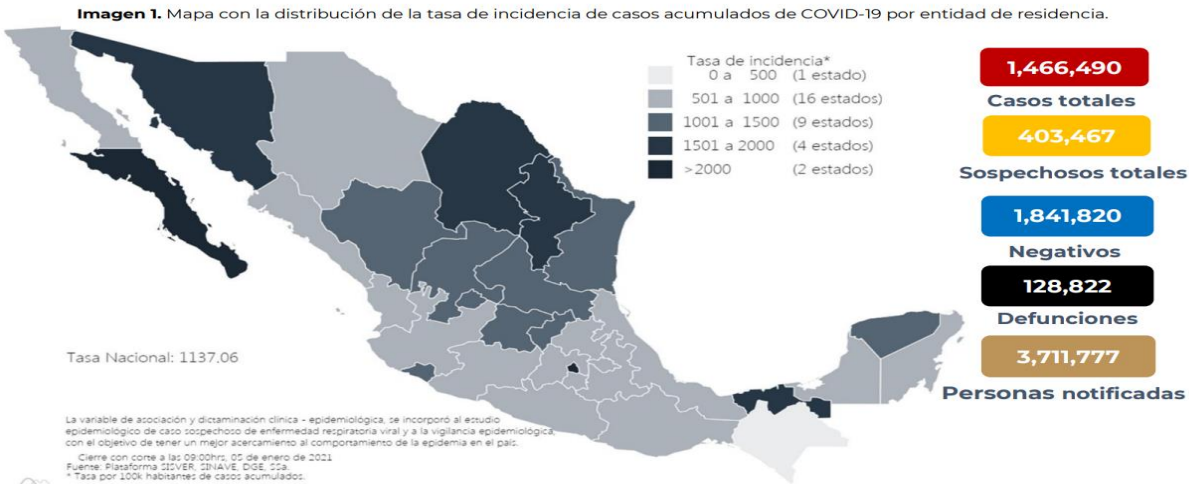 Imagen 1. Mapa con la distribución de la tasa de incidencia de casos acumulados de COVID-19 por entidad de residencia.
Tasa de incidencia*
0 a 500 (1 estado)
501 a 1000 (16 estados)
1001 a 1500 (9 estados)
1501 a 2000 (4 estados)
>2000 (2 estados)
1,466,490
Casos totales
403,467
Sospechosos totales
1,841,820
Negativos
128,822
Defunciones
3,711,777
Personas notificadas
Tasa Nacional: 1137.06
La variable de asociación y dictaminación clínica – epidemiológica, se incorporó al estudio
epidemiológico de caso sospechoso de enfermedad respiratoria viral y a la vigilancia epidemiológica,
con el objetivo de tener un mejor acercamiento al comportamiento de la epidemia en el país.
Cierre con corte a las 09:00hrs, 05 de enero de 2021
Fuente: Plataforma SISVER, SINAVE, DGE, SSa.
* Tasa por 100k habitantes de casos acumulados.